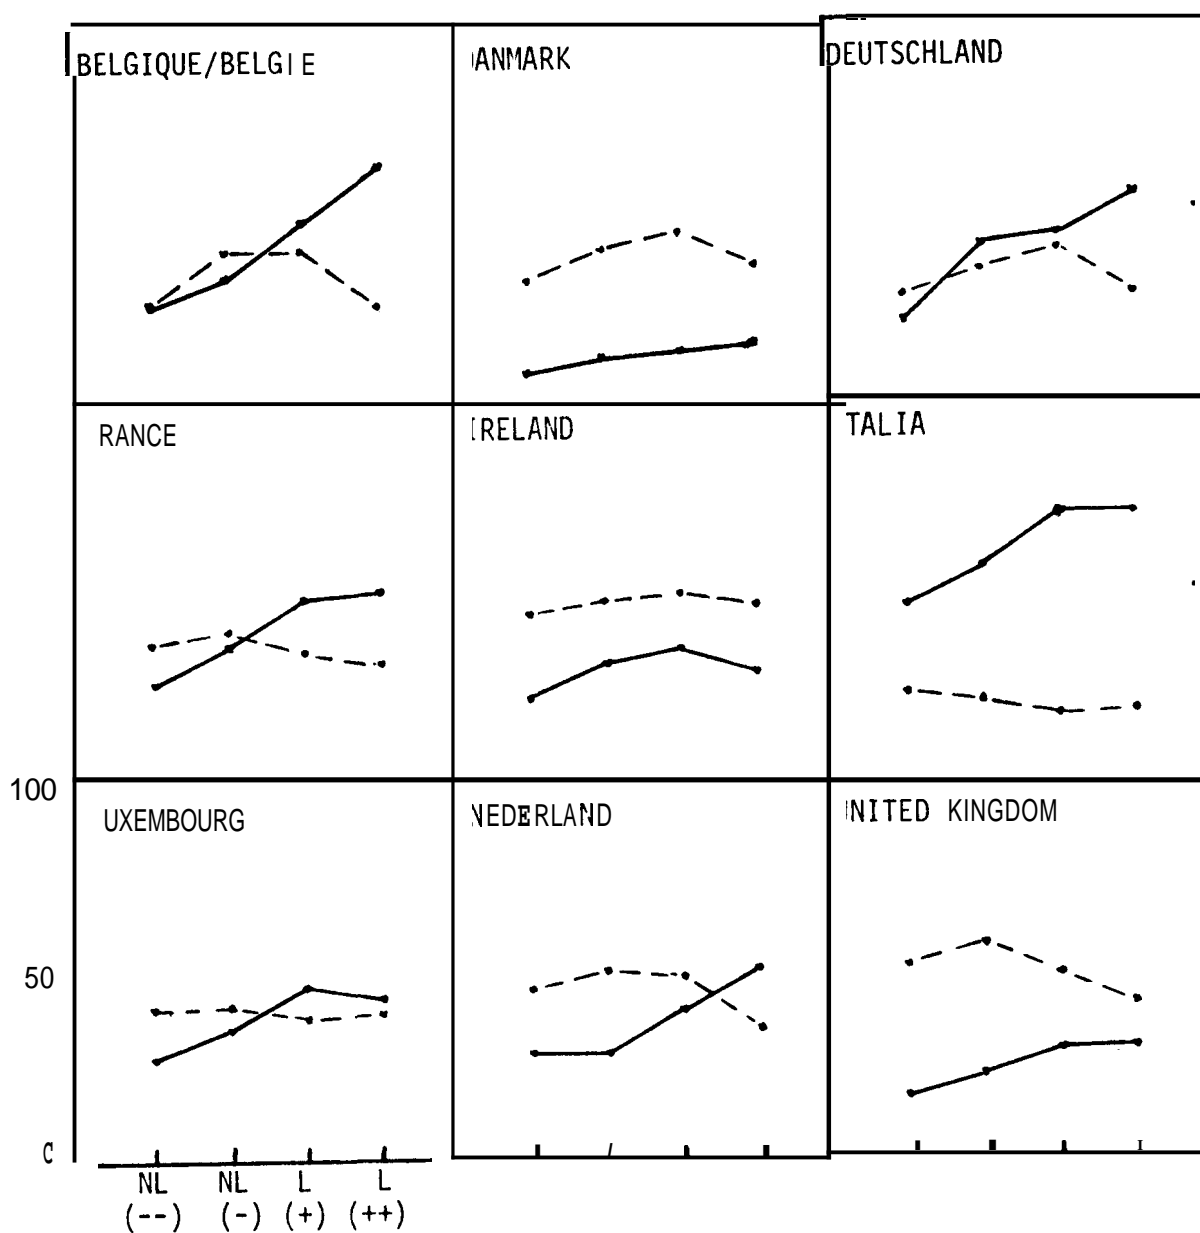 BELGIQUE/BELGIE
ANMARK
DEUTSCHLAND
RANCE
IRELAND
TALIA
100
UXEMBOURG
NEDERLAND
NITED KINGDOM
50
NL NL L L
(--) (-) (+) (++)